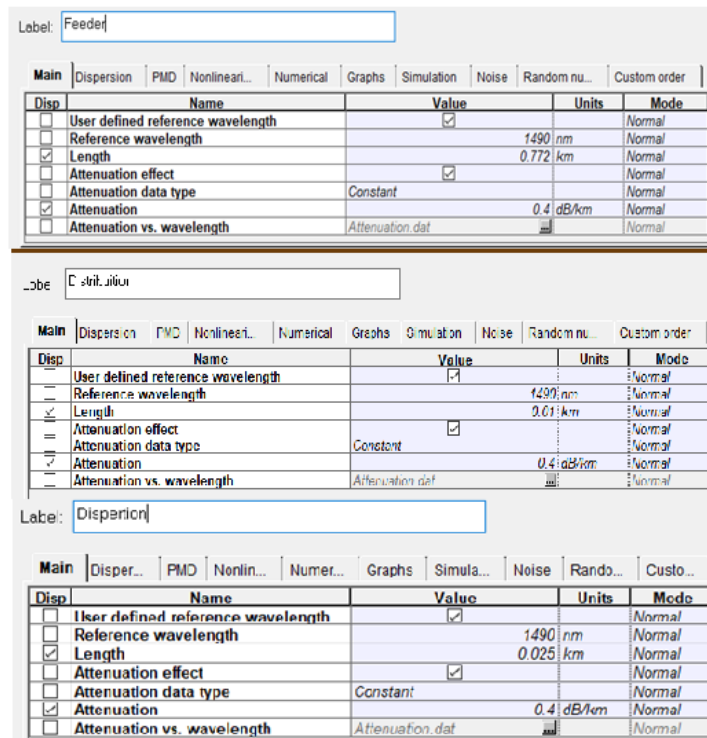 Label: Feeder
Main Dispersion PMD Nonlineari... Numerical Graphs Simulation Noise Random nu... Custom order
Disp Name Value Units Mode
User defined reference wavelength Normal
Reference wavelength 1490 nm Normal
Length 0.772 km Normal
Attenuation effect Normal
Attenuation data type Constant Normal
Attenuation 0.4 dB/km Normal
Attenuation vs. wavelength Attenuation.dat ... Normal
Distribuition
Main Dispersion PMD Nonlineari... Numerical Graphs Simulation Noise Random nu... Custom order
Disp Name Value Units Mode
User defined reference wavelength Normal
Reference wavelength 1490 nm Normal
Length 0.01 km Normal
Attenuation effect Normal
Attenuation data type Constant Normal
Attenuation 0.4 dB/km Normal
Attenuation vs. wavelength Attenuation.dat ... Normal
Label: Dispertion
Main Disper... PMD Nonlin... Numer... Graphs Simula... Noise Rando... Custo...
Disp Name Value Units Mode
User defined reference wavelength Normal
Reference wavelength 1490 nm Normal
Length 0.025 km Normal
Attenuation effect Normal
Attenuation data type Constant Normal
Attenuation 0.4 dB/km Normal
Attenuation vs. wavelength Attenuation.dat ... Normal